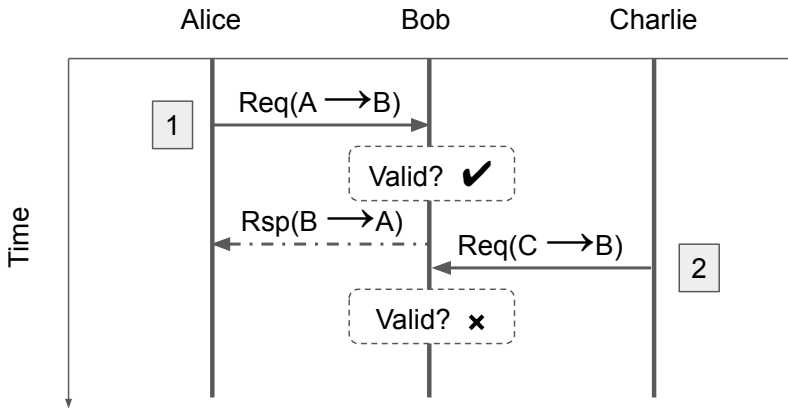 Alice Bob Charlie
Req(A ⟶B)
1
Valid? ✔
Rsp(B ⟶A)
Req(C ⟶B)
2
Time
Valid? ×